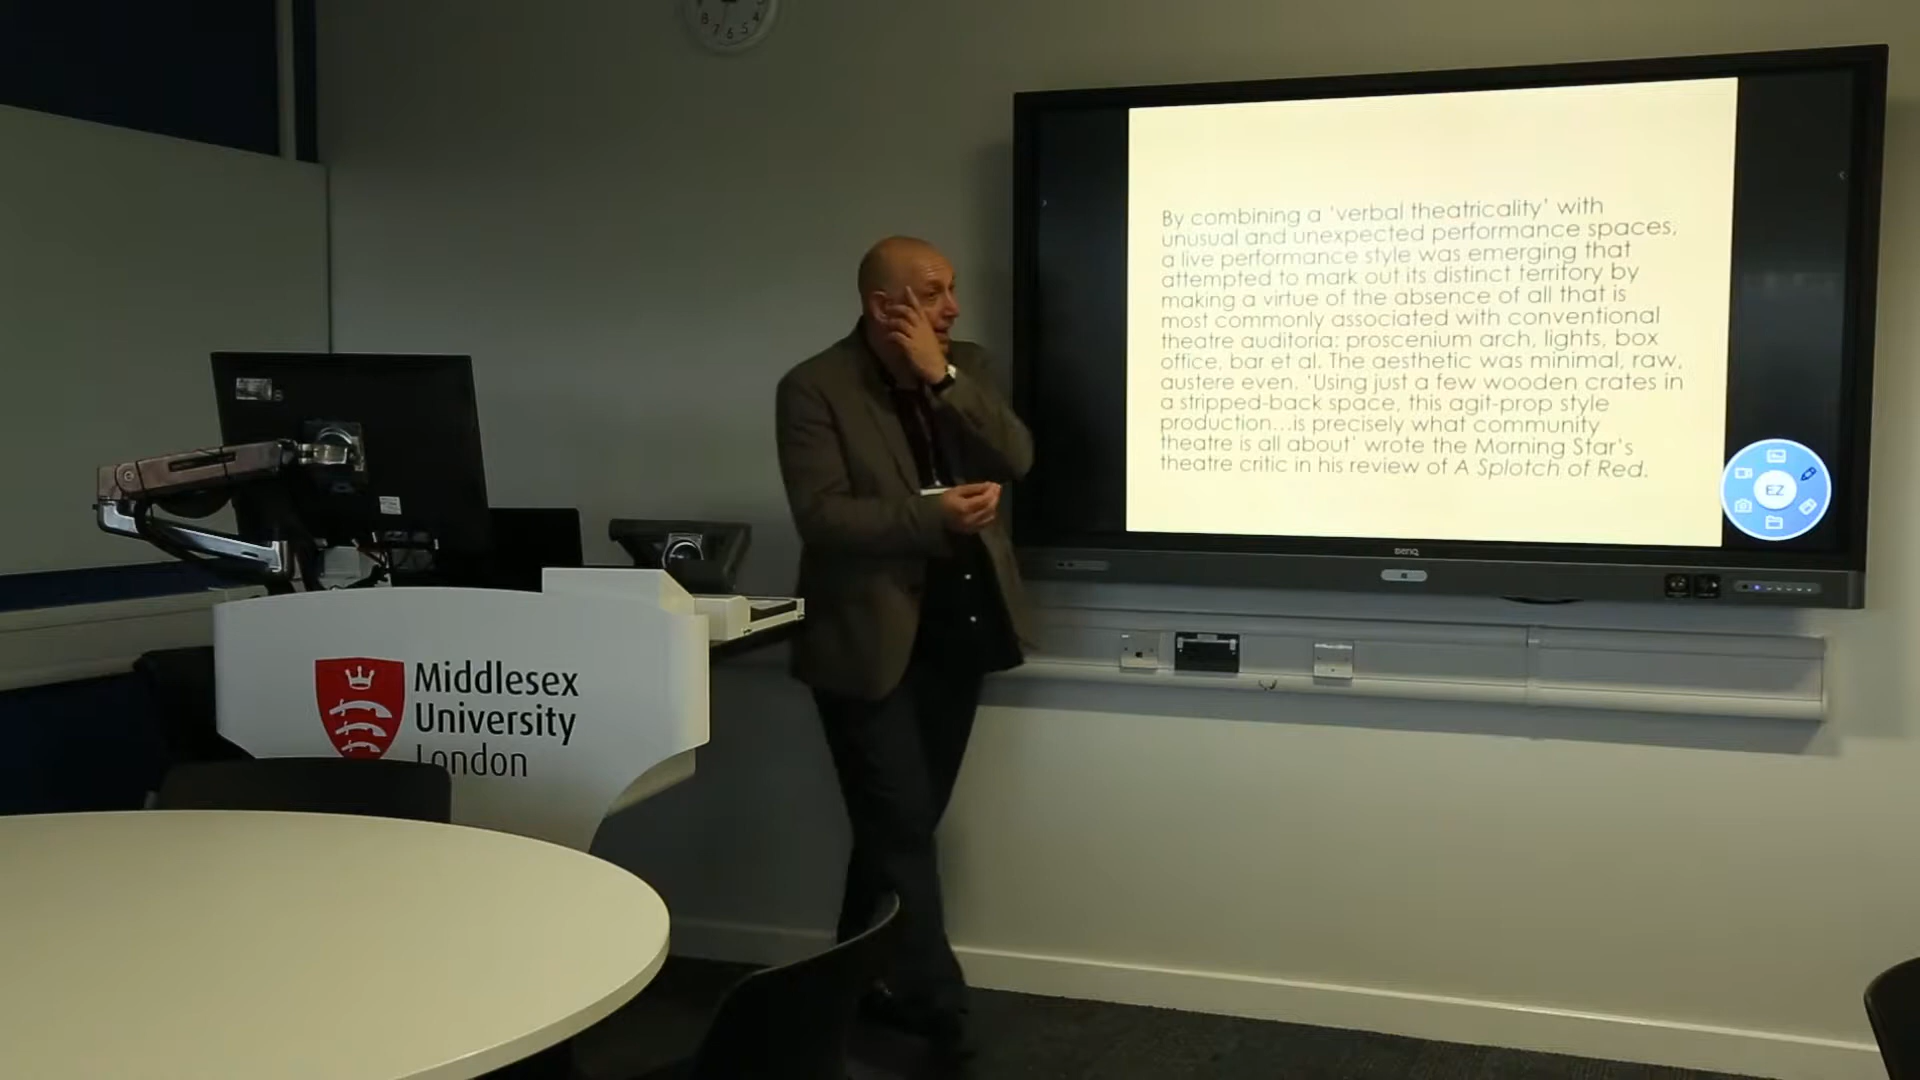 8 7 6 5 4
By combining a ‘verbal theatricality’ with
unusual and unexpected performance spaces,
a live performance style was emerging that
attempted to mark out its distinct territory by
making a virtue of the absence of all that is
most commonly associated with conventional
theatre auditoria: proscenium arch, lights, box
office, bar et al. The aesthetic was minimal, raw,
austere even. ‘Using just a few wooden crates in
a stripped-back space, this agit-prop style
production...is precisely what community
theatre is all about’ wrote the Morning Star’s
theatre critic in his review of A Splotch of Red.
EZ
BenQ
Middlesex
University
London